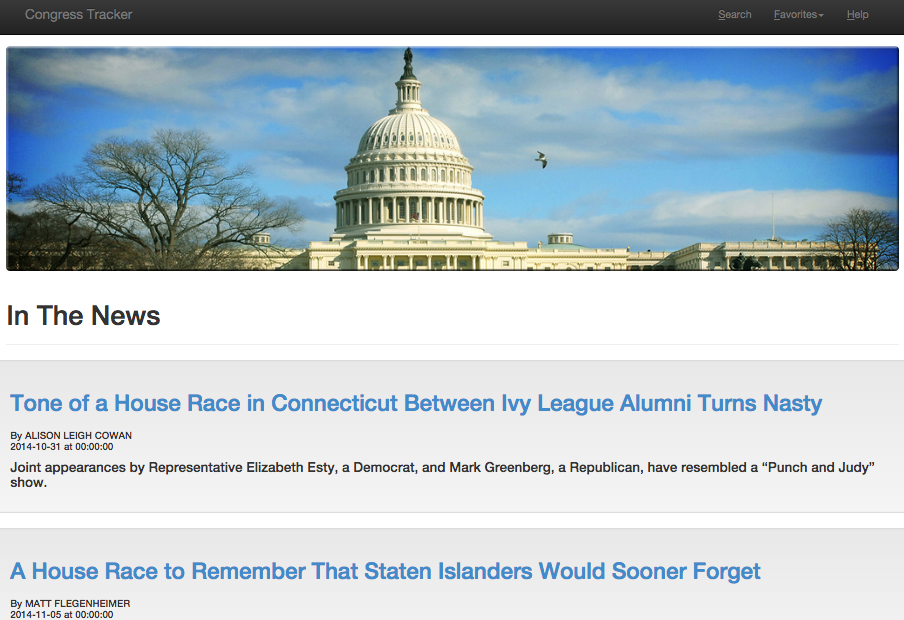 Congress Tracker Search Favorites Help
In The News
Tone of a House Race in Connecticut Between Ivy League Alumni Turns Nasty
By ALISON LEIGH COWAN
2014-10-31 at 00:00:00
Joint appearances by Representative Elizabeth Esty, a Democrat, and Mark Greenberg, a Republican, have resembled a “Punch and Judy”
show.
A House Race to Remember That Staten Islanders Would Sooner Forget
By MATT FLEGENHEIMER
2014-11-05 at 00:00:00